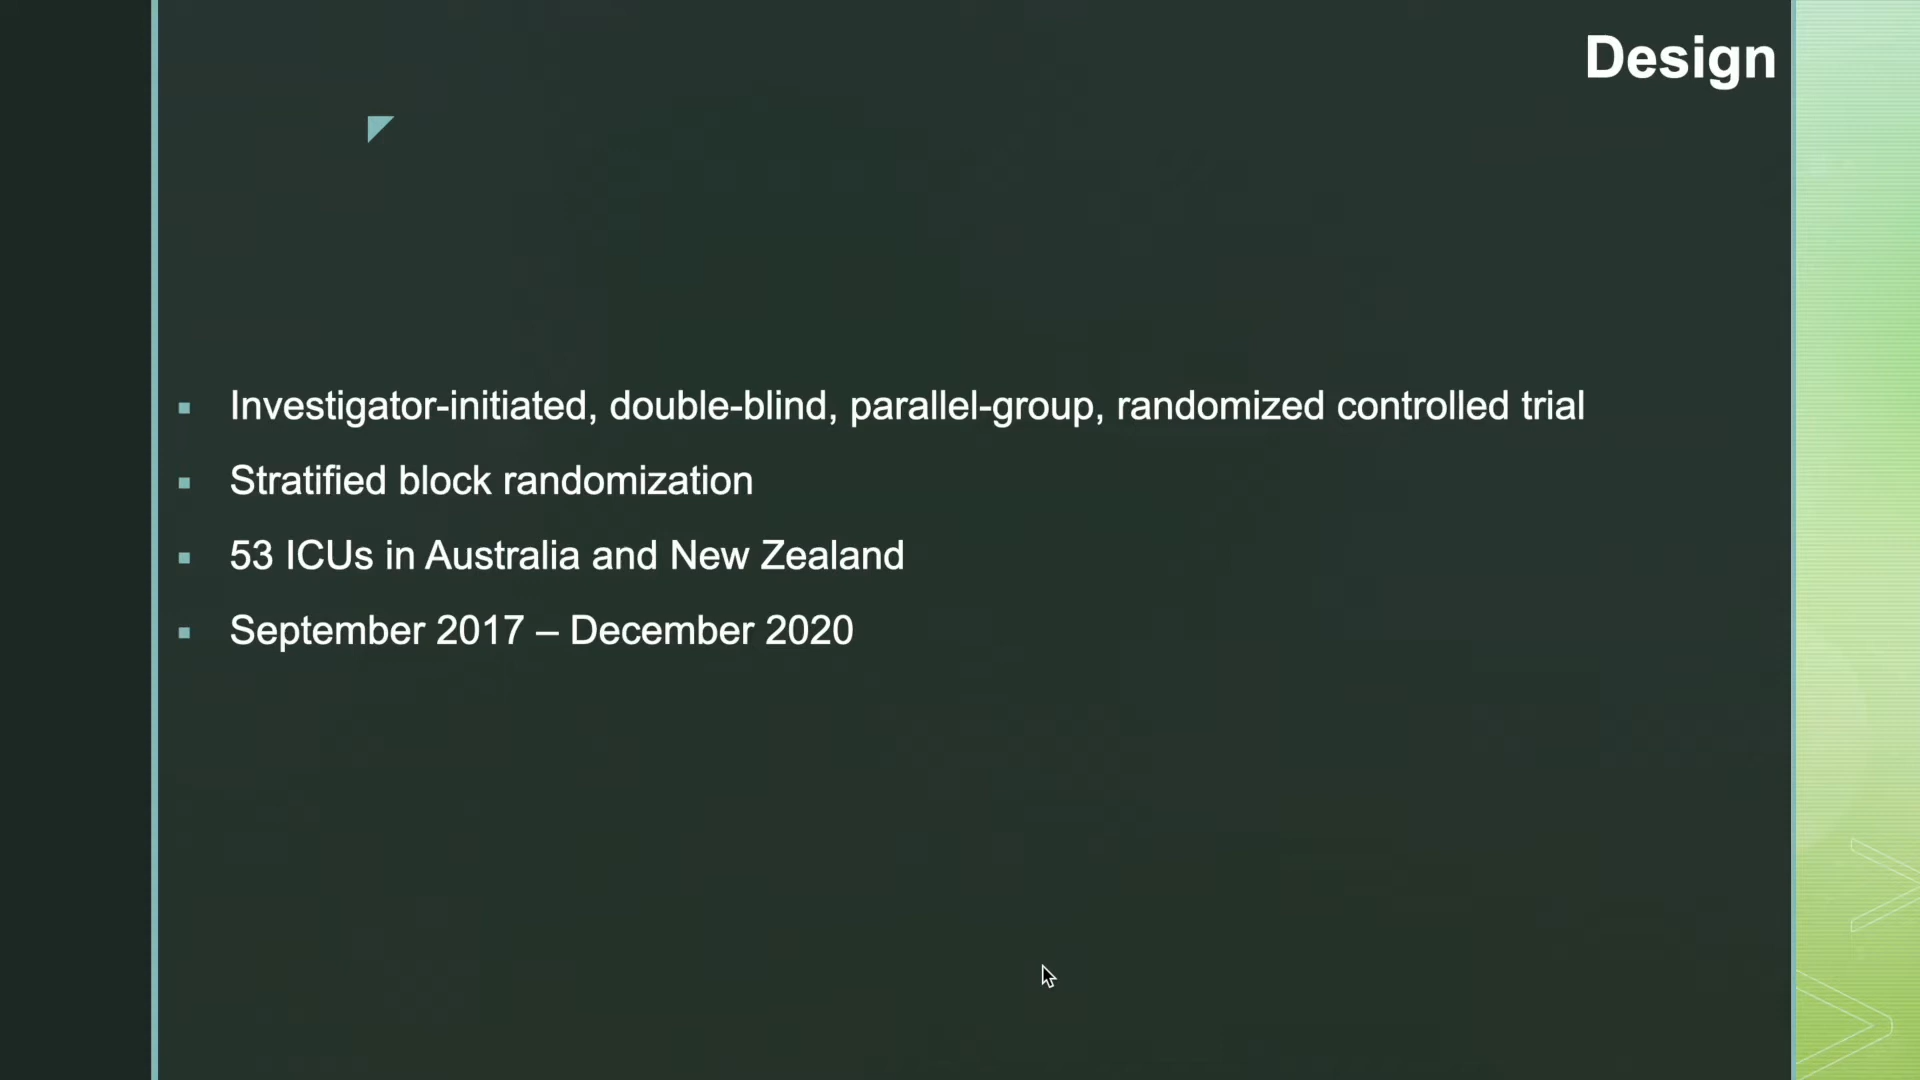 Design
Investigator-initiated, double-blind, parallel-group, randomized controlled trial
Stratified block randomization
53 ICUs in Australia and New Zealand
September 2017 – December 2020